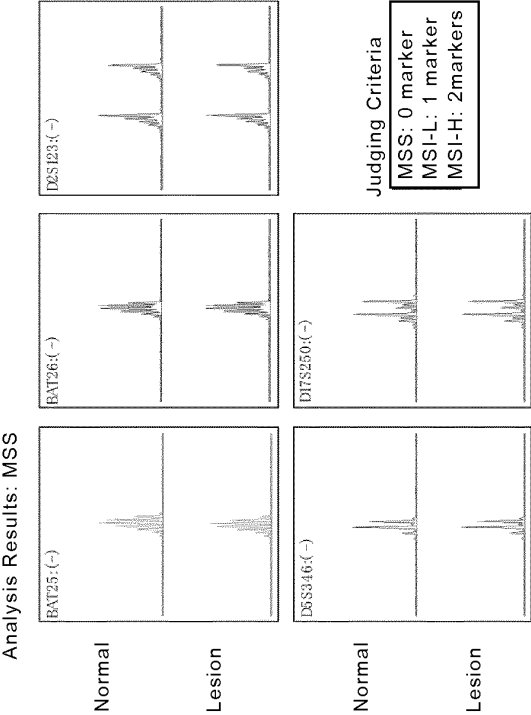 Analysis Results: MSS
BAT25:(-)
BAT26:(-)
D2S123:(-)
Normal
Lesion
D5S346:(-)
D17S250:(-)
Normal
Lesion
Judging Criteria
MSS: 0 marker
MSI-L: 1 marker
MSI-H: 2markers